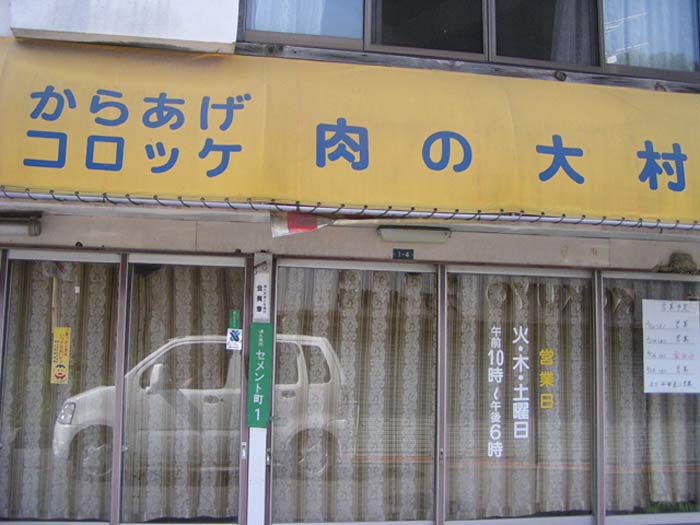 からあげ
コロッケ
肉の大村
1-4
セメント町
1
営業日
火・木・土曜日
午前10時〜午後6時